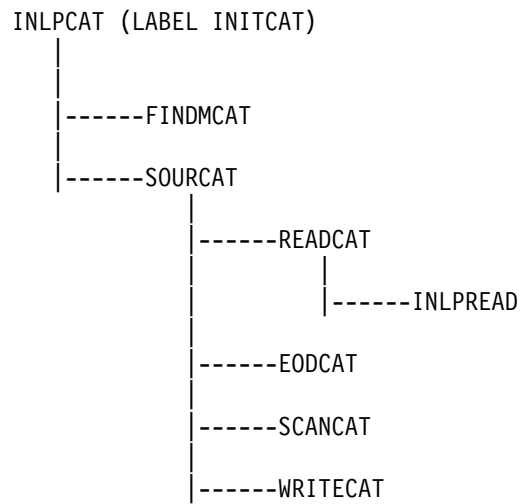 INLPCAT (LABEL INITCAT)
|------FINDMCAT
|------SOURCAT
|------READCAT
|------INLPREAD
|------EODCAT
|------SCANCAT
|------WRITECAT